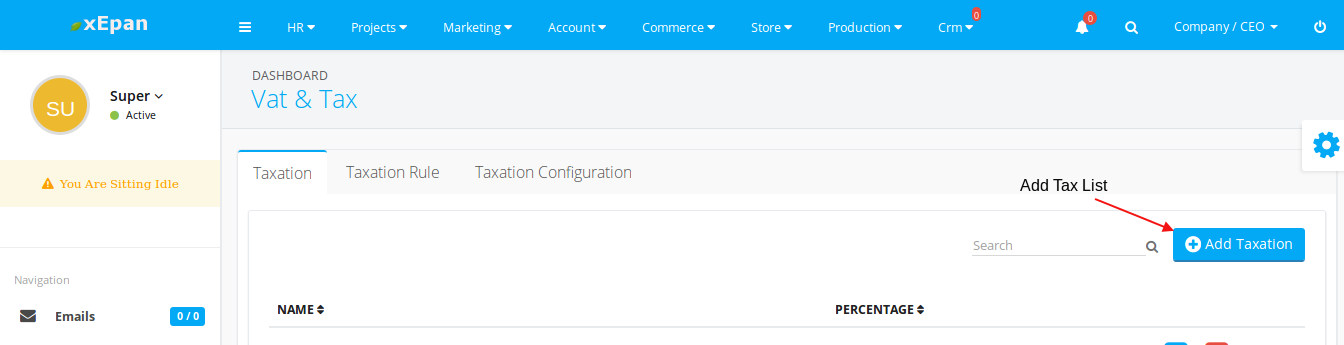 xEpan
HR Projects Marketing Account Commerce Store Production Crm 0 0 Company / CEO
SU
Super
Active
You Are Sitting Idle
Navigation
Emails 0 / 0
DASHBOARD
Vat & Tax
Taxation Taxation Rule Taxation Configuration
Add Tax List
Search Add Taxation
NAME PERCENTAGE